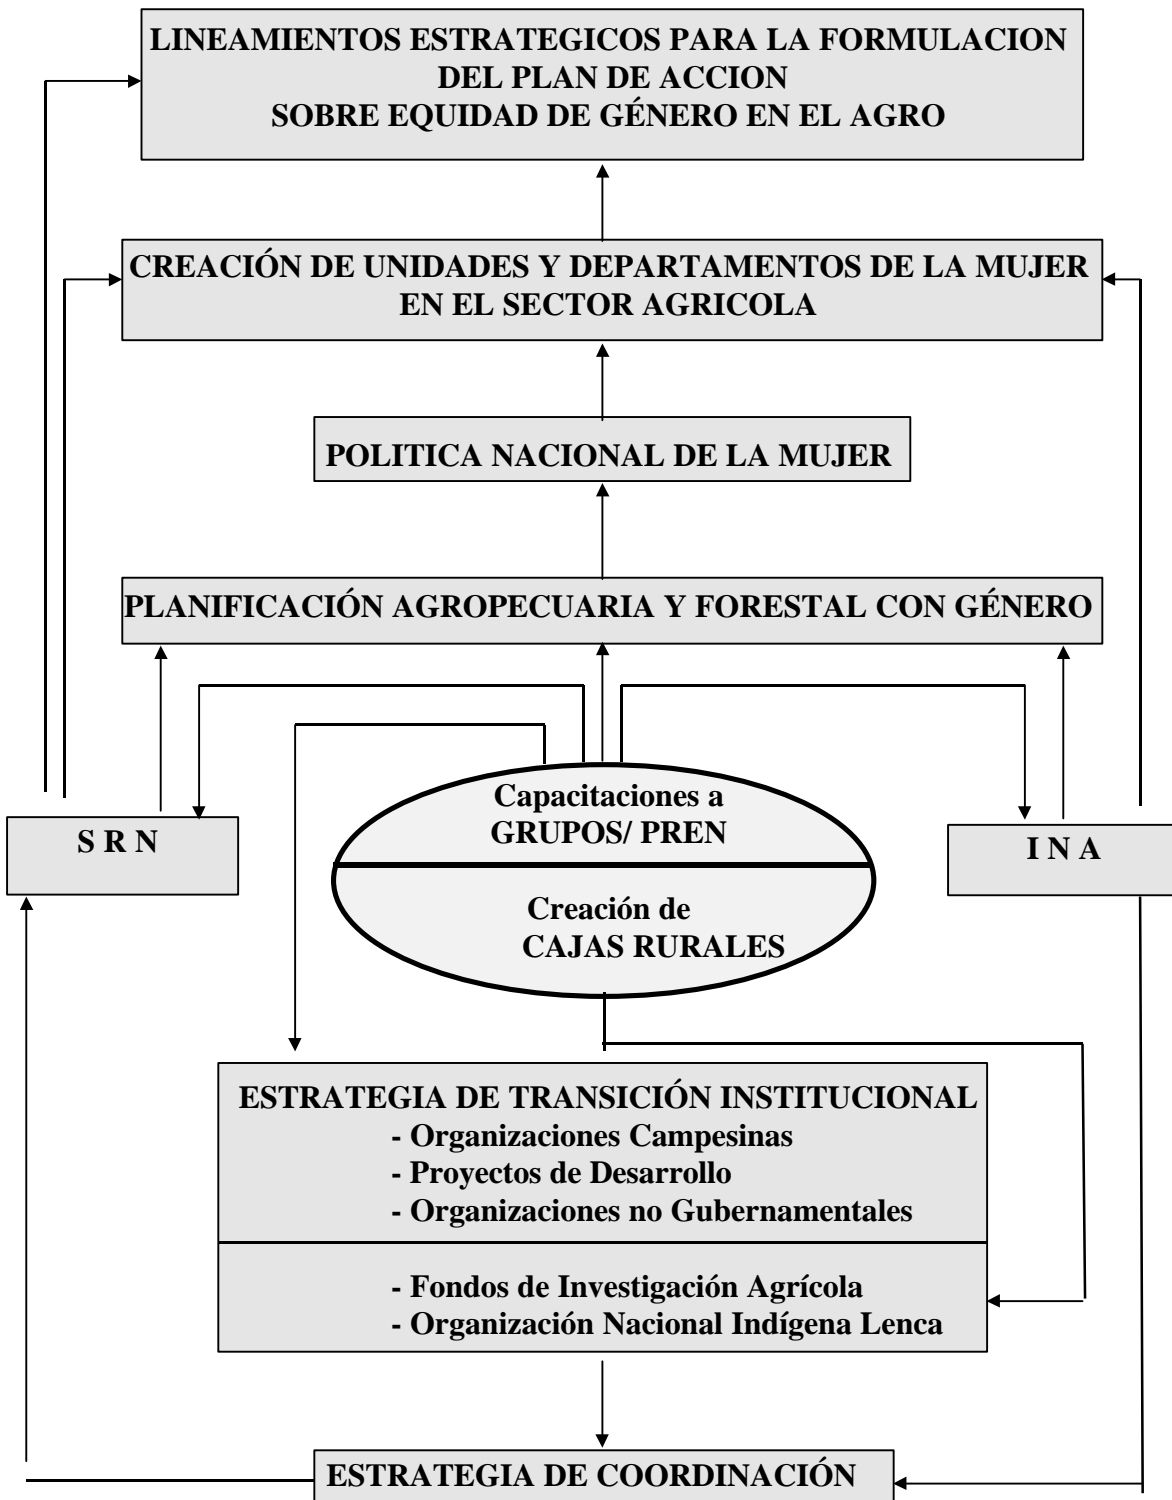 LINEAMIENTOS ESTRATEGICOS PARA LA FORMULACION
DEL PLAN DE ACCION
SOBRE EQUIDAD DE GÉNERO EN EL AGRO
CREACIÓN DE UNIDADES Y DEPARTAMENTOS DE LA MUJER
EN EL SECTOR AGRICOLA
POLITICA NACIONAL DE LA MUJER
PLANIFICACIÓN AGROPECUARIA Y FORESTAL CON GÉNERO
S R N
Capacitaciones a
GRUPOS/ PREN
Creación de
CAJAS RURALES
I N A
ESTRATEGIA DE TRANSICIÓN INSTITUCIONAL
- Organizaciones Campesinas
- Proyectos de Desarrollo
- Organizaciones no Gubernamentales
- Fondos de Investigación Agrícola
- Organización Nacional Indígena Lenca
ESTRATEGIA DE COORDINACIÓN